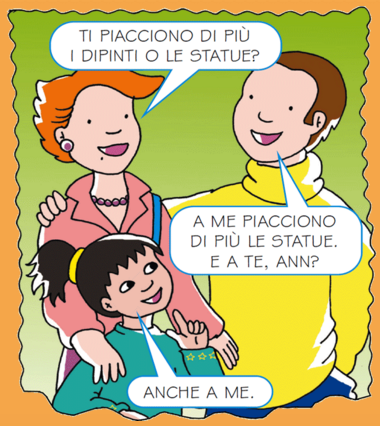 TI PIACCIONO DI PIÙ
I DIPINTI O LE STATUE?
A ME PIACCIONO
DI PIÙ LE STATUE.
E A TE, ANN?
ANCHE A ME.